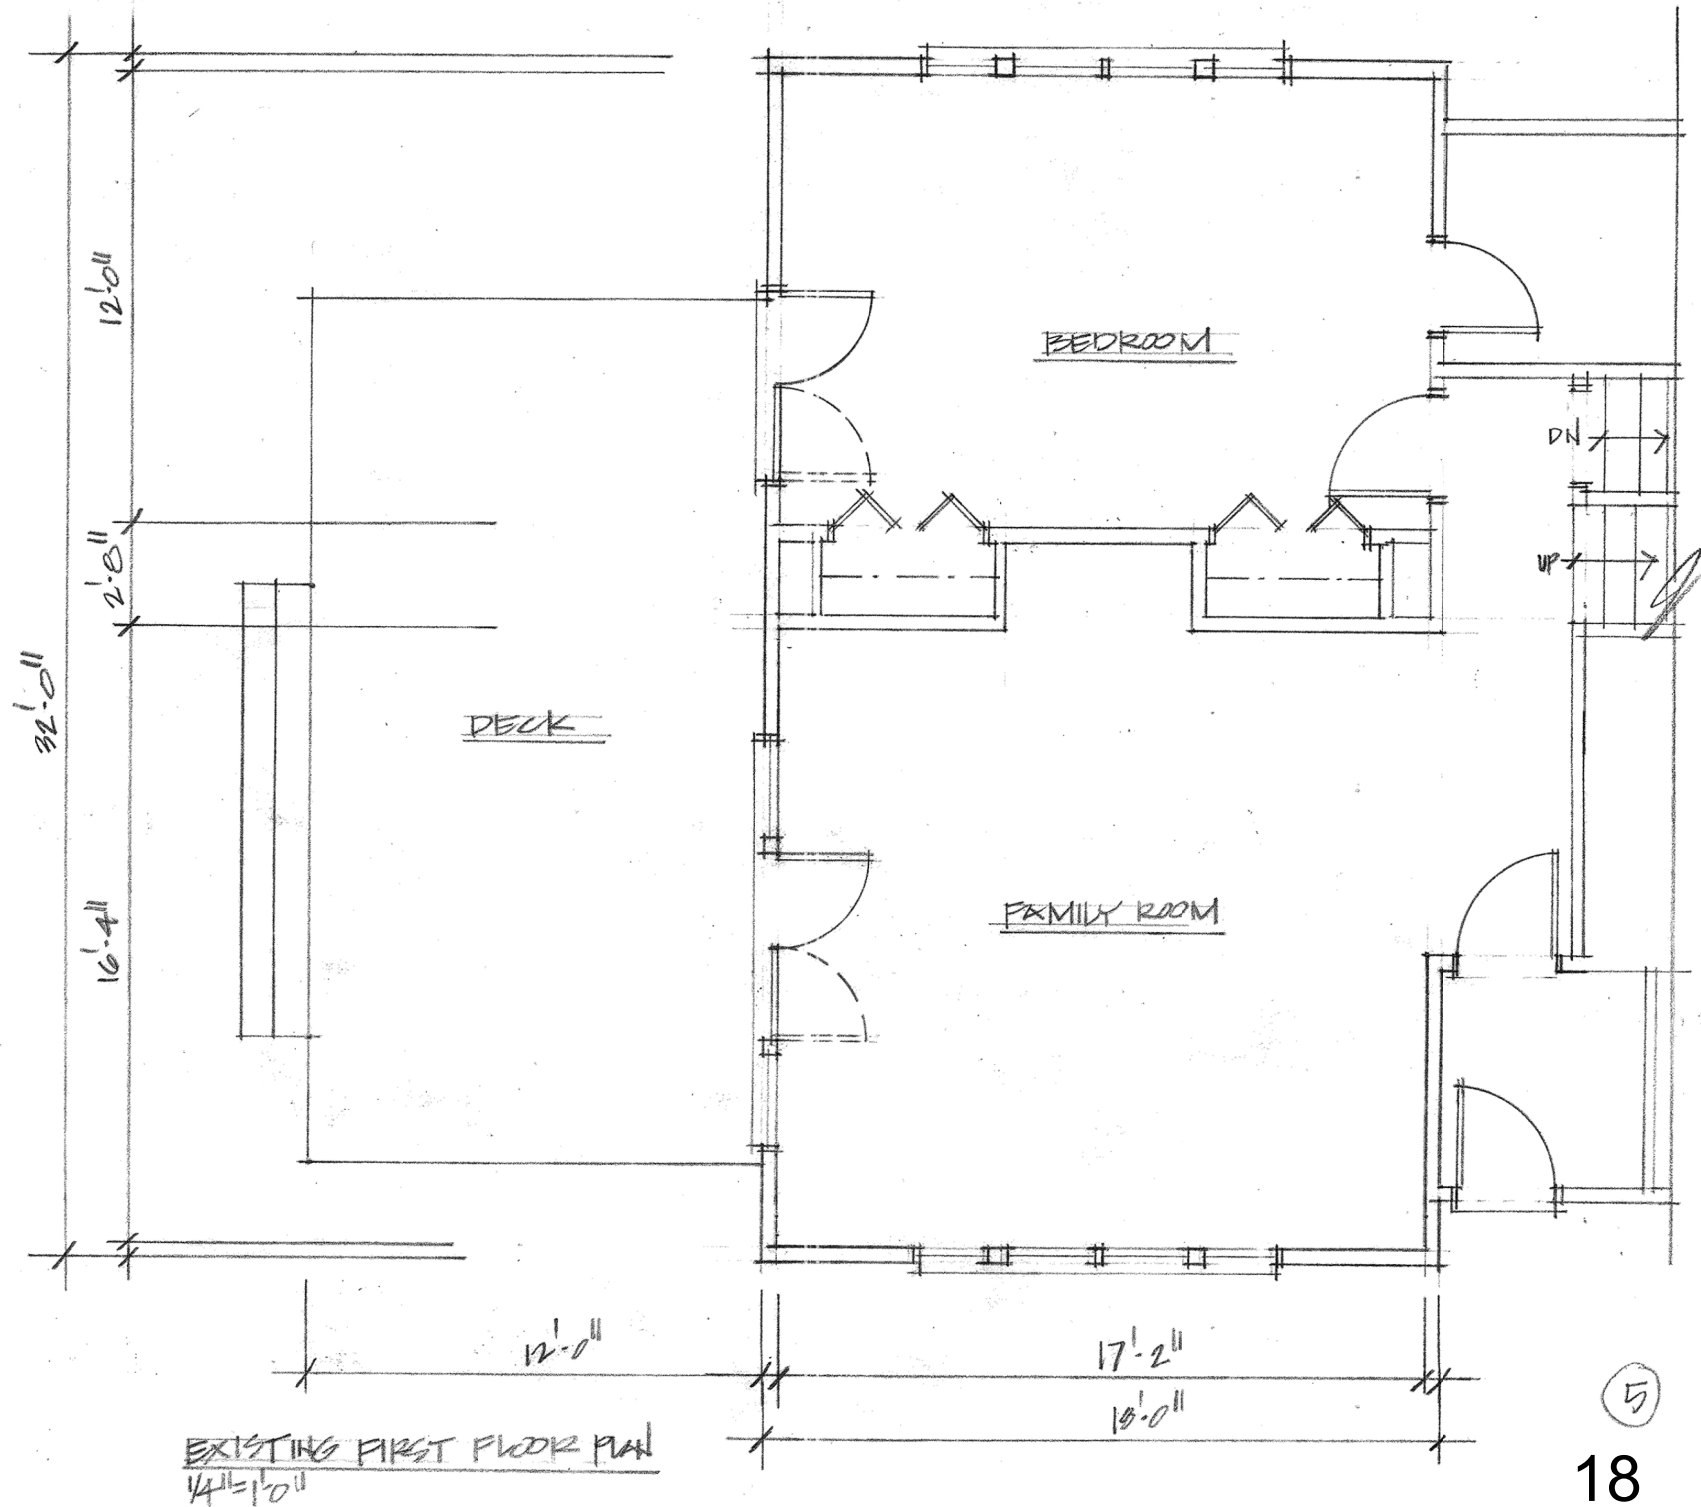 12'-0"
BEDROOM
DN
2'-8"
UP
32'-0"
DECK
16'-4"
FAMILY ROOM
12'-0"
17'-2"
18'-0"
5
EXISTING FIRST FLOOR PLAN
1/4"=1'-0"
18